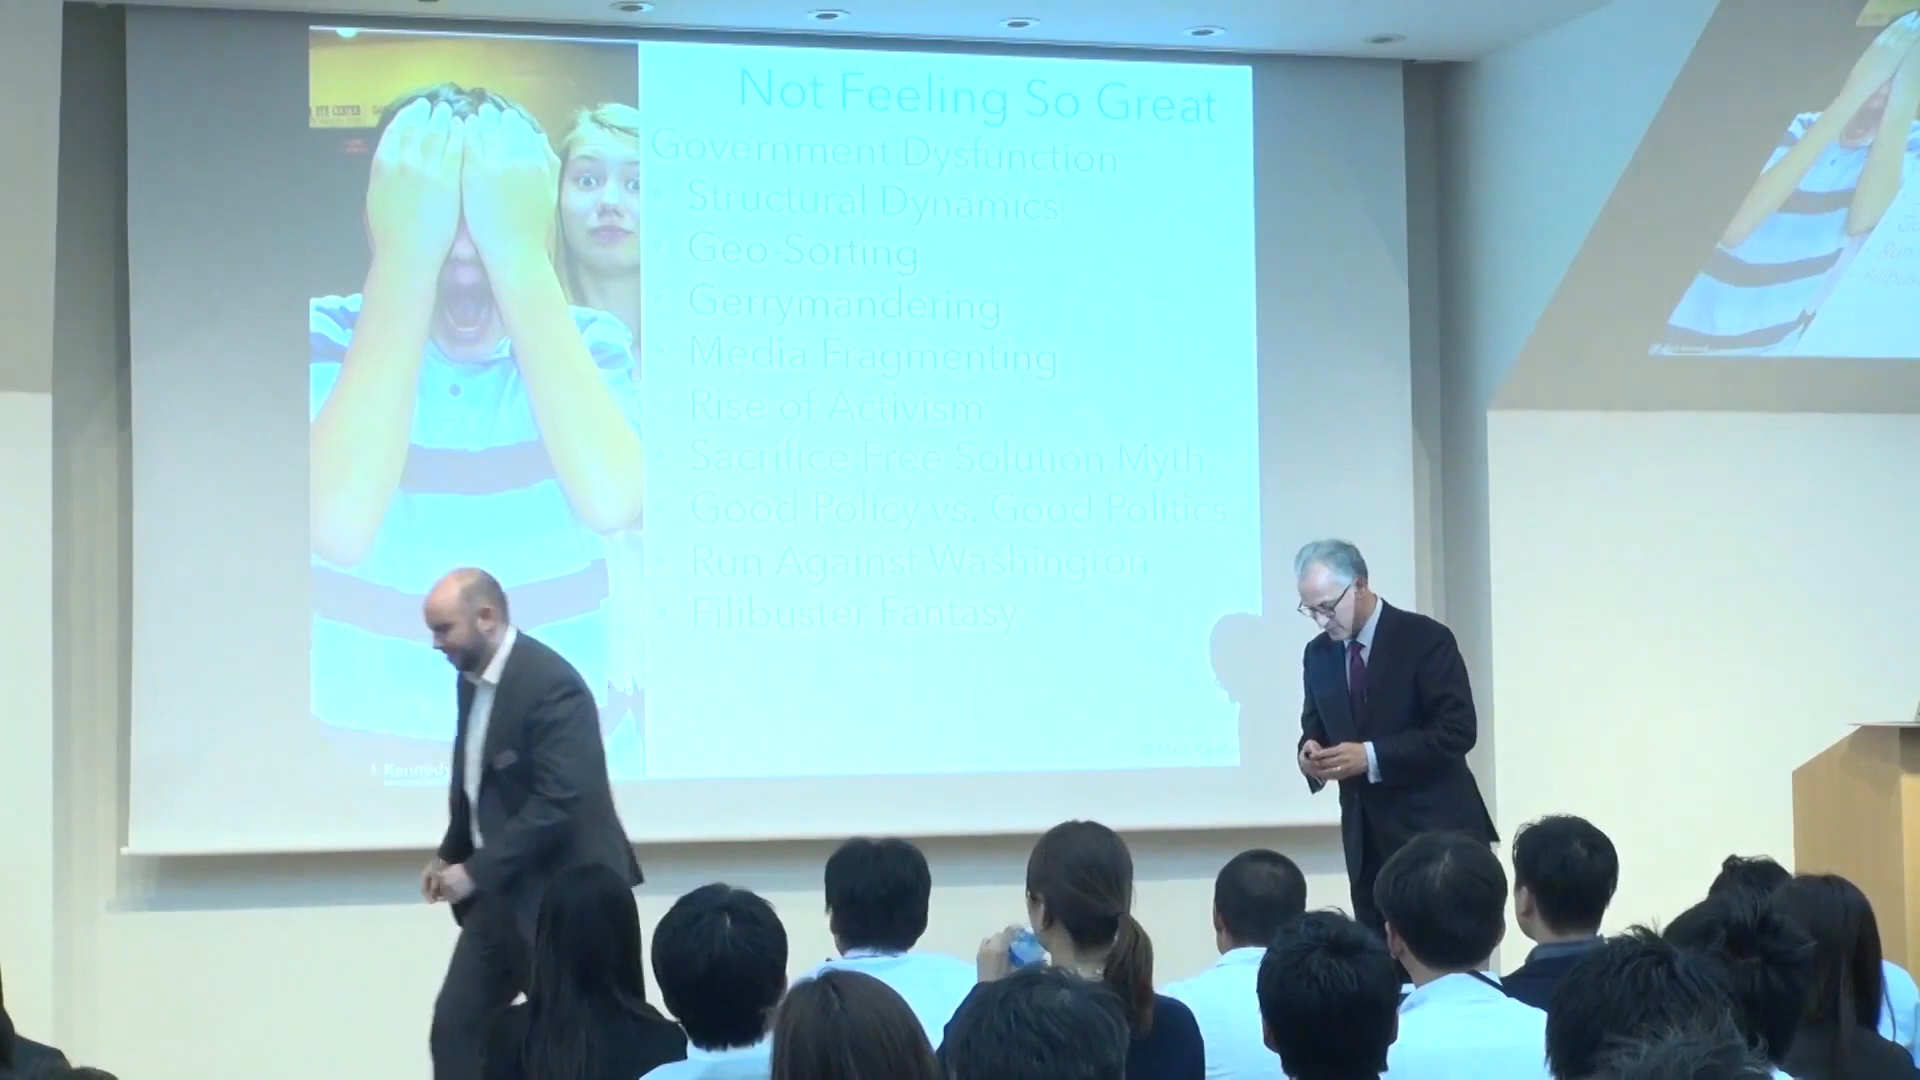 Not Feeling So Great
Government Dysfunction
Structural Dynamics
Geo-Sorting
Gerrymandering
Media Fragmenting
Rise of Activism
Sacrifice Free Solution Myth
Good Policy vs. Good Politics
Run Against Washington
Filibuster Fantasy
Kennedy